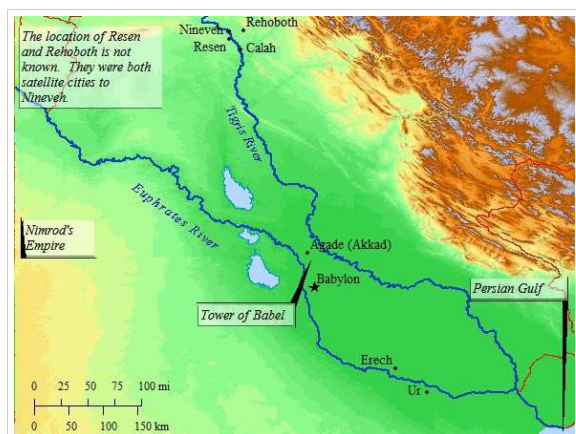 The location of Resen
and Rehoboth is not
known. They were both
satellite cities to
Nineveh.
Rehoboth
Nineveh
Resen
Calah
Tigris River
Euphrates River
Nimrod's
Empire
Agade (Akkad)
Babylon
Persian Gulf
Tower of Babel
Erech
Ur
0 25 50 75 100 mi
0 50 100 150 km